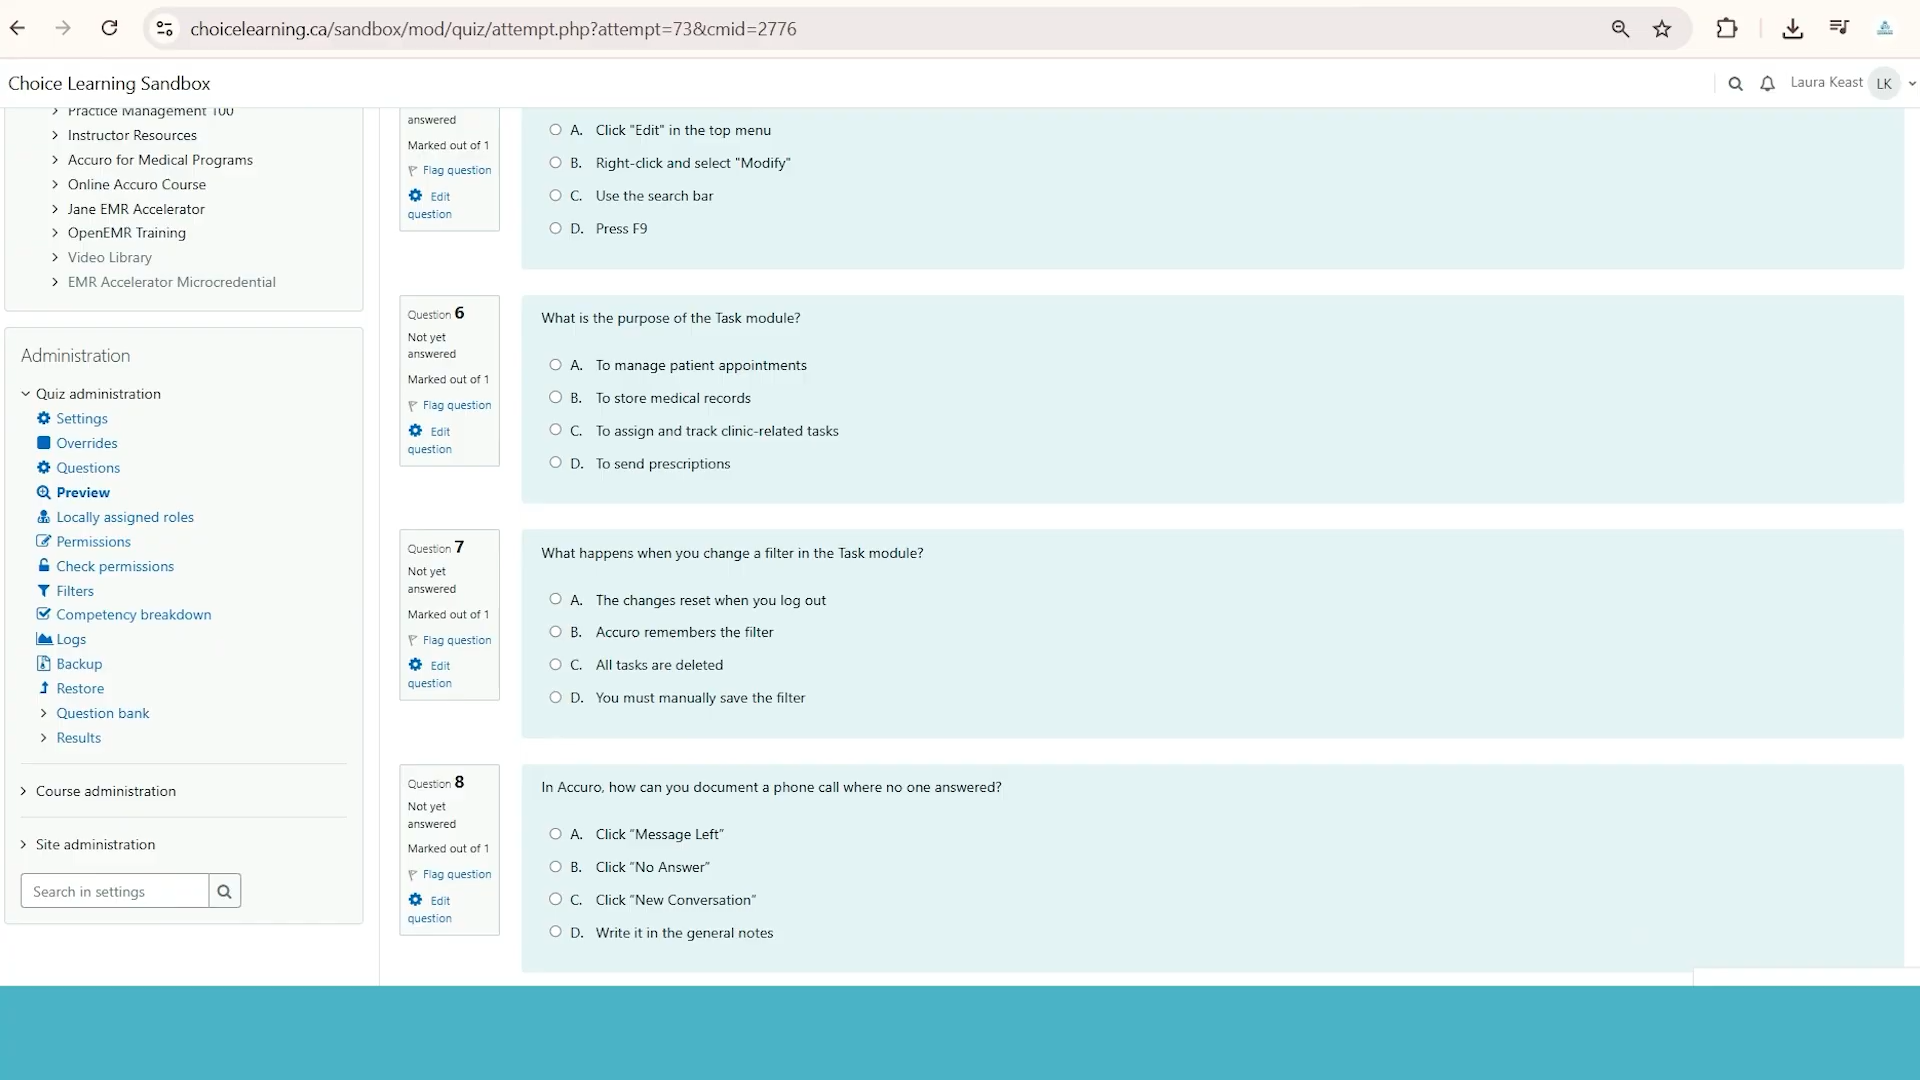 choicelearning.ca/sandbox/mod/quiz/attempt.php?attempt=73&cmid=2776
Choice Learning Sandbox
Laura Keast LK
Practice Management 100
Instructor Resources
Accuro for Medical Programs
Online Accuro Course
Jane EMR Accelerator
OpenEMR Training
Video Library
EMR Accelerator Microcredential
Administration
Quiz administration
Settings
Overrides
Questions
Preview
Locally assigned roles
Permissions
Check permissions
Filters
Competency breakdown
Logs
Backup
Restore
Question bank
Results
Course administration
Site administration
Search in settings
answered
Marked out of 1
Flag question
Edit
question
A. Click "Edit" in the top menu
B. Right-click and select "Modify"
C. Use the search bar
D. Press F9
Question 6
Not yet
answered
Marked out of 1
Flag question
Edit
question
What is the purpose of the Task module?
A. To manage patient appointments
B. To store medical records
C. To assign and track clinic-related tasks
D. To send prescriptions
Question 7
Not yet
answered
Marked out of 1
Flag question
Edit
question
What happens when you change a filter in the Task module?
A. The changes reset when you log out
B. Accuro remembers the filter
C. All tasks are deleted
D. You must manually save the filter
Question 8
Not yet
answered
Marked out of 1
Flag question
Edit
question
In Accuro, how can you document a phone call where no one answered?
A. Click “Message Left”
B. Click “No Answer”
C. Click “New Conversation”
D. Write it in the general notes